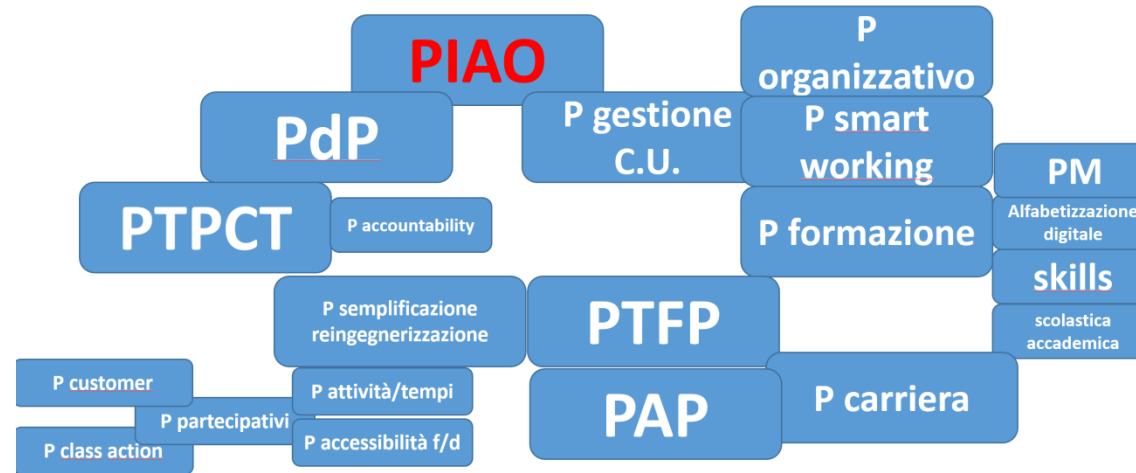 PIAO
P
organizzativo
PdP
P gestione
C.U.
P smart
working
PM
PTPCT
P accountability
P formazione
Alfabetizzazione
digitale
skills
P semplificazione
reingegnerizzazione
PTFP
scolastica
accademica
P customer
P attività/tempi
P partecipativi
PAP
P carriera
P class action
P accessibilità f/d